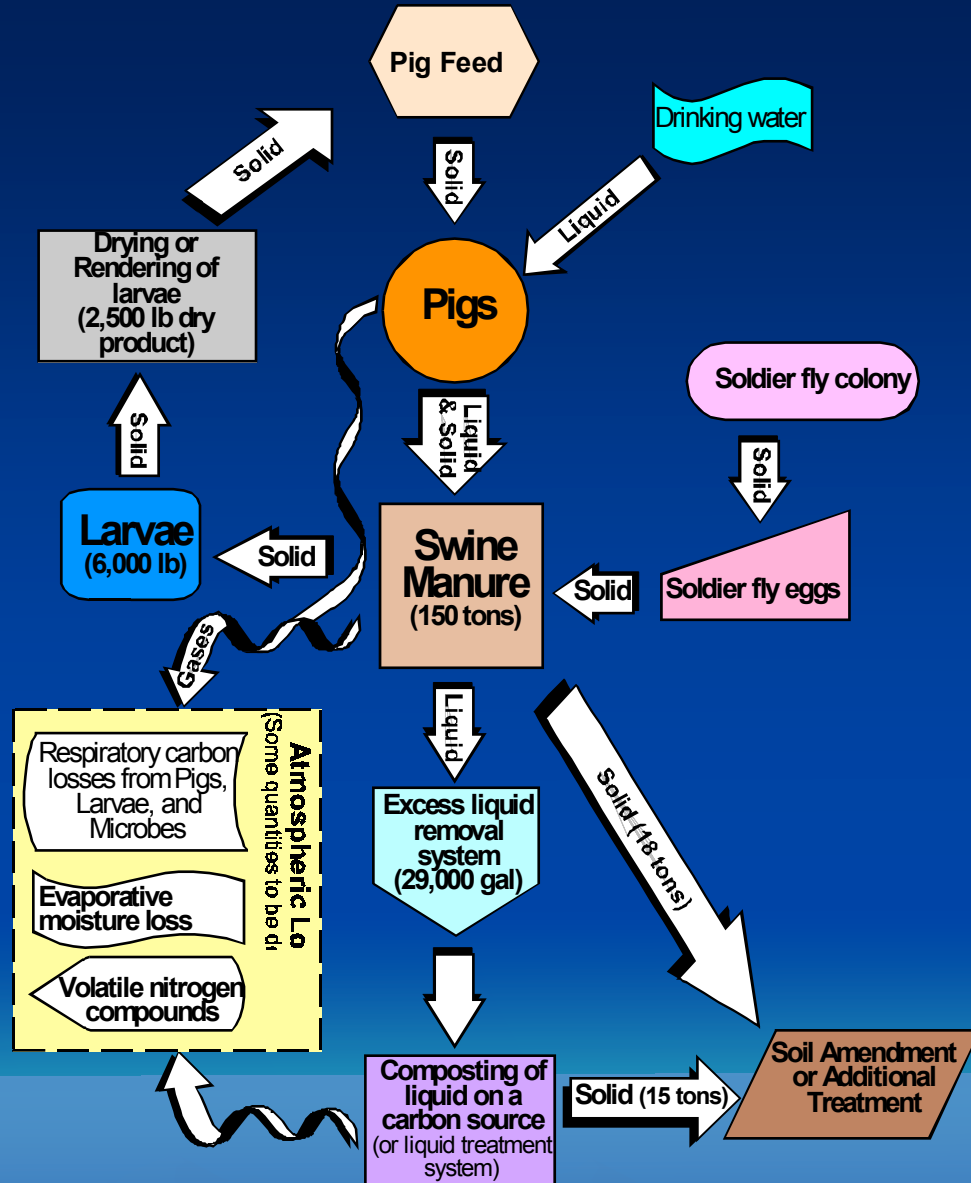 Pig Feed
Drinking water
Solid
Solid
Liquid
Drying or
Rendering of
larvae
(2,500 lb dry
product)
Pigs
Soldier fly colony
Solid
Liquid
& Solid
Solid
Larvae
(6,000 lb)
Solid
Swine
Manure
(150 tons)
Solid
Soldier fly eggs
Gases
Liquid
Solid (18 tons)
Atmospheric
(Some quantities to be
Respiratory carbon
losses from Pigs,
Larvae, and
Microbes
Evaporative
moisture loss
Volatile nitrogen
compounds
Excess liquid
removal
system
(29,000 gal)
Composting of
liquid on a
carbon source
(or liquid treatment
system)
Solid (15 tons)
Soil Amendment
or Additional
Treatment